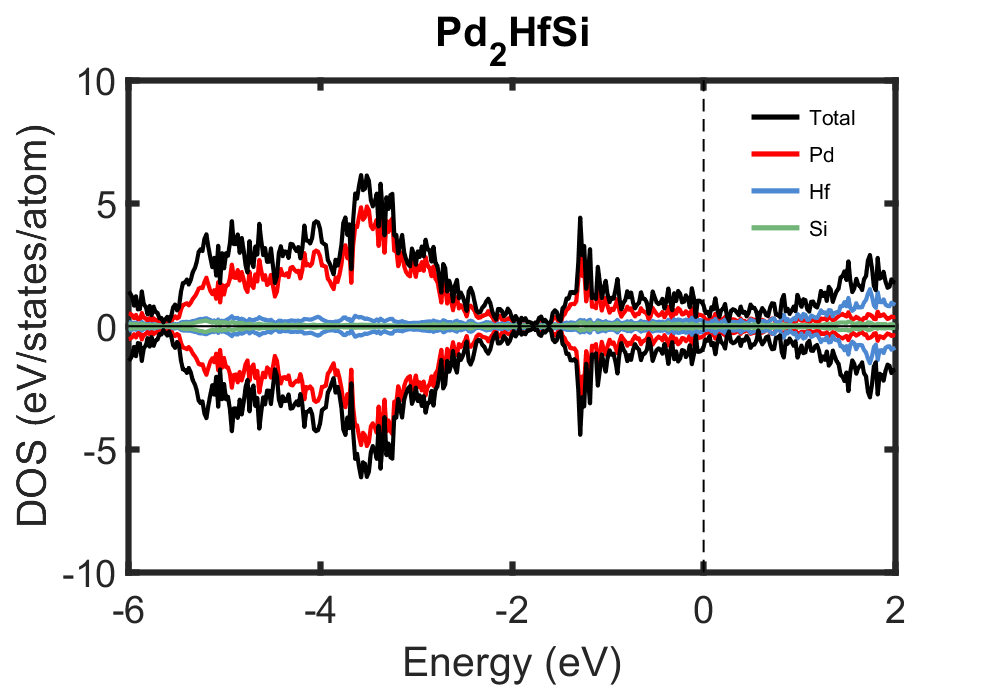 Pd₂HfSi
10
5
0
-5
-10
DOS (eV/states/atom)
Total
Pd
Hf
Si
-6
-4
-2
0
2
Energy (eV)